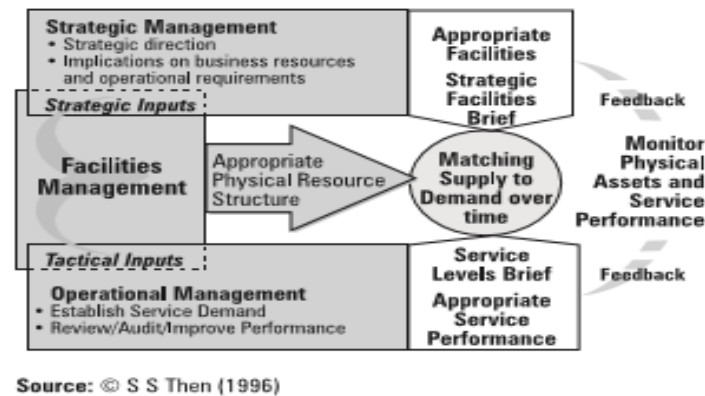 Strategic Management
• Strategic direction
• Implications on business resources
and operational requirements
Strategic Inputs
Appropriate
Facilities
Strategic
Facilities
Brief
Feedback
Facilities
Management
Appropriate
Physical Resource
Structure
Matching
Supply to
Demand over
time
Monitor
Physical
Assets and
Service
Performance
Tactical Inputs
Operational Management
• Establish Service Demand
• Review/Audit/Improve Performance
Service
Levels Brief
Appropriate
Service
Performance
Feedback
Source: © S S Then (1996)